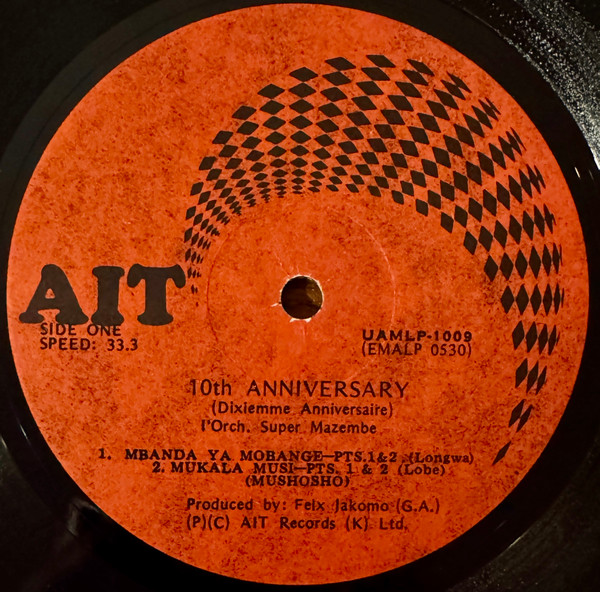 AIT
SIDE ONE
SPEED: 33.3
UAMLP-1009
(EMALP 0530)
10th ANNIVERSARY
(Dixiemme Anniversaire)
l'Orch. Super Mazembe
1. MBANDA YA MOBANGE—PTS.1&2 (Longwa)
2. MUKALA MUSI—PTS. 1 & 2 (Lobe)
(MUSHOSHO)
Produced by: Felx Jakomo (G.A.)
(P)(C) AIT Records (K) Ltd.